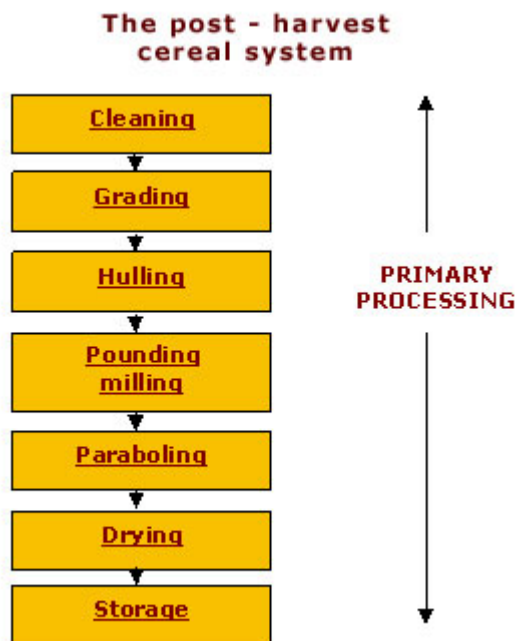 The post - harvest
cereal system
Cleaning
Grading
Hulling
Pounding
milling
Paraboling
Drying
Storage
PRIMARY
PROCESSING